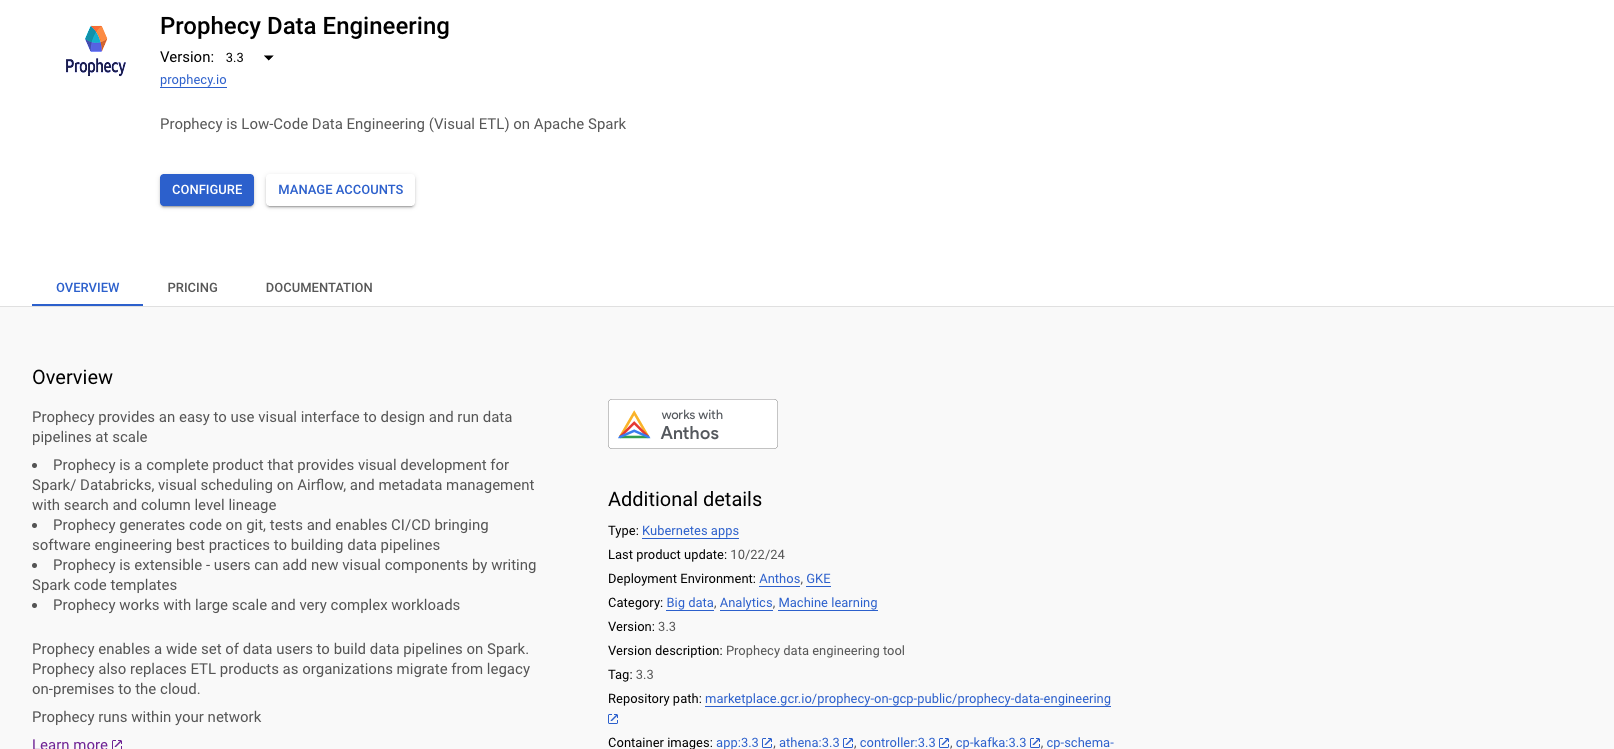 Prophecy
Prophecy Data Engineering
Version: 3.3
prophecy.io
Prophecy is Low-Code Data Engineering (Visual ETL) on Apache Spark
CONFIGURE
MANAGE ACCOUNTS
OVERVIEW
PRICING
DOCUMENTATION
Overview
Prophecy provides an easy to use visual interface to design and run data
pipelines at scale
• Prophecy is a complete product that provides visual development for
Spark/ Databricks, visual scheduling on Airflow, and metadata management
with search and column level lineage
• Prophecy generates code on git, tests and enables CI/CD bringing
software engineering best practices to building data pipelines
• Prophecy is extensible - users can add new visual components by writing
Spark code templates
• Prophecy works with large scale and very complex workloads
Prophecy enables a wide set of data users to build data pipelines on Spark.
Prophecy also replaces ETL products as organizations migrate from legacy
on-premises to the cloud.
Prophecy runs within your network
Learn more
works with
Anthos
Additional details
Type: Kubernetes apps
Last product update: 10/22/24
Deployment Environment: Anthos, GKE
Category: Big data, Analytics, Machine learning
Version: 3.3
Version description: Prophecy data engineering tool
Tag: 3.3
Repository path: marketplace.gcr.io/prophecy-on-gcp-public/prophecy-data-engineering
Container images: app:3.3, athena:3.3, controller:3.3, cp-kafka:3.3, cp-schema-